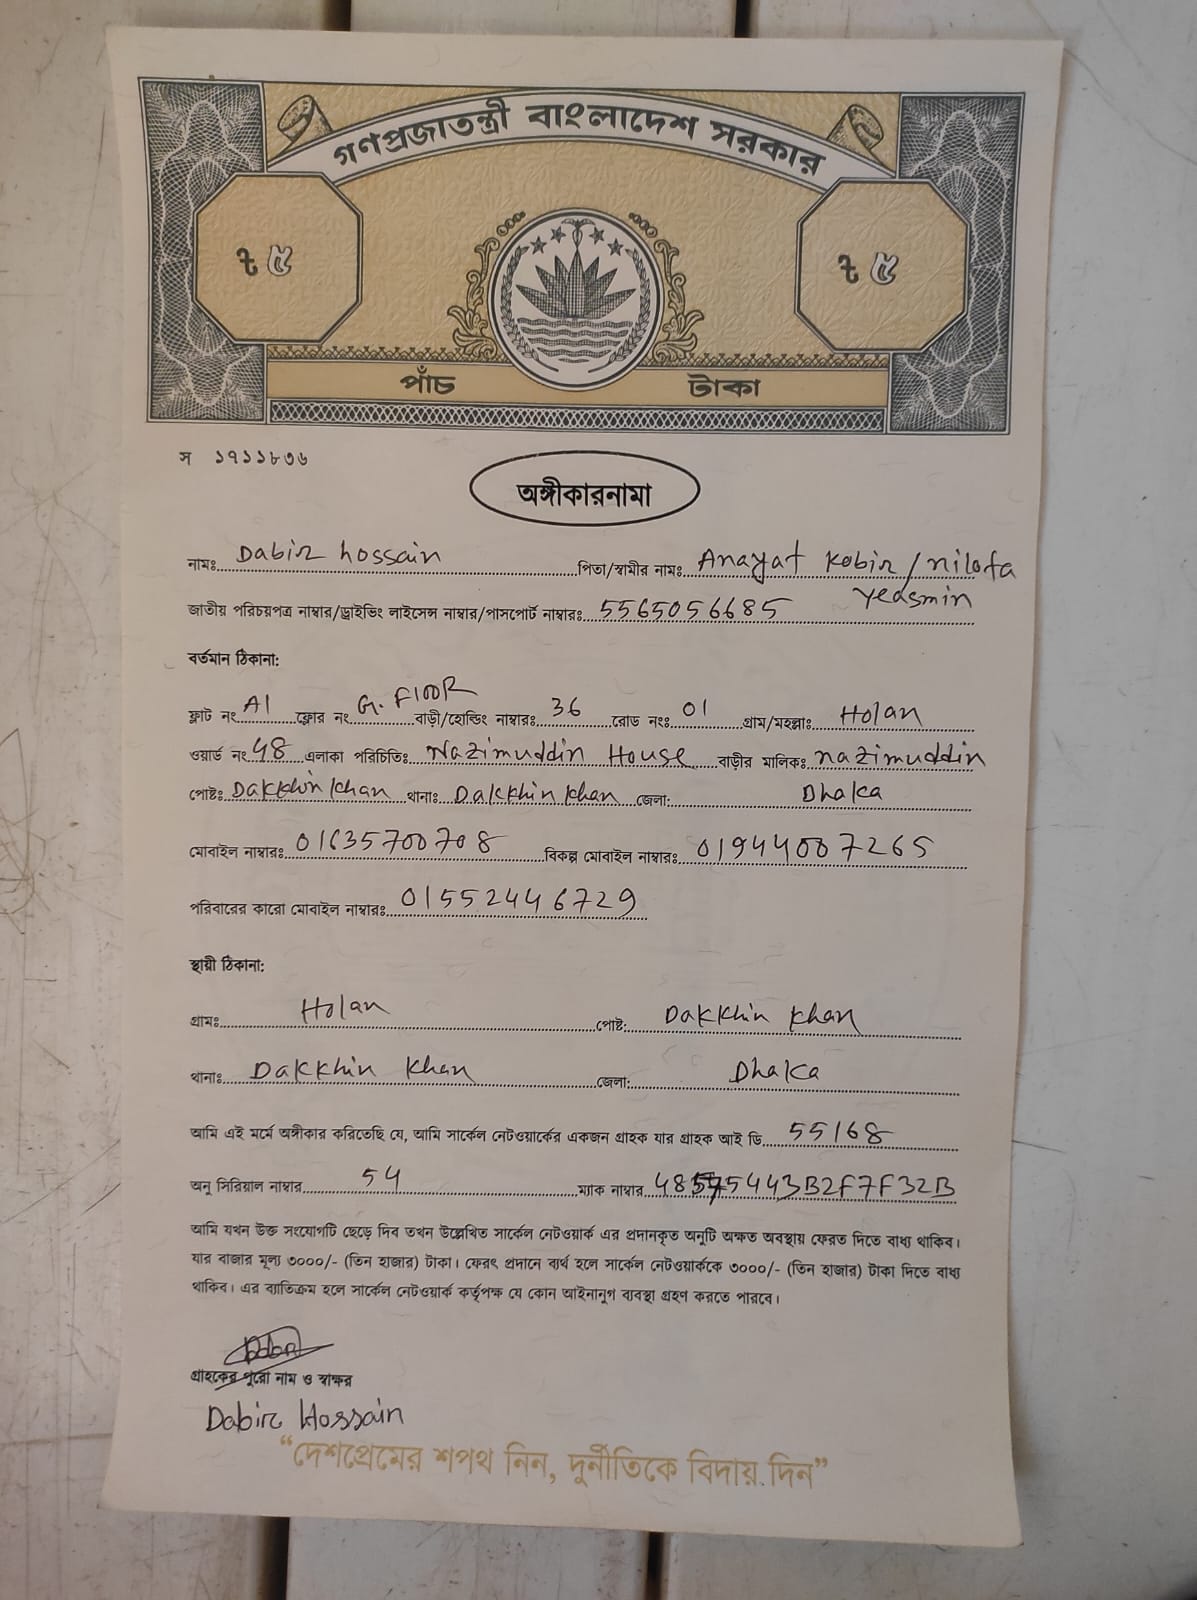 গণপ্রজাতন্ত্রী বাংলাদেশ সরকার
ট ৫ ট ৫
পাঁচ টাকা
স ১৭১১৮৩৬
অঙ্গীকারনামা
নামঃ Dabir hossain পিতা/স্বামীর নামঃ Anayat Kobir/nilofa Yeasmin
জাতীয় পরিচয়পত্র নাম্বার/ড্রাইভিং লাইসেন্স নাম্বার/পাসপোর্ট নাম্বারঃ 5565056685
বর্তমান ঠিকানা:
ফ্লাট নং A1 ফ্লোর নং G. Floor বাড়ী/হোল্ডিং নাম্বারঃ 36 রোড নংঃ 01 গ্রাম/মহল্লাঃ Holan
ওয়ার্ড নং 48 এলাকা পরিচিতিঃ Nazimuddin House বাড়ীর মালিকঃ nazimuddin
পোষ্টঃ Dakkhin khan থানাঃ Dakkhin khan জেলা: Dhaka
মোবাইল নাম্বারঃ 01635700708 বিকল্প মোবাইল নাম্বারঃ 01944007265
পরিবারের কারো মোবাইল নাম্বারঃ 01552446729
স্থায়ী ঠিকানা:
গ্রামঃ Holan পোষ্ট: Dakkhin khan
থানাঃ Dakkhin khan জেলা: Dhaka
আমি এই মর্মে অঙ্গীকার করিতেছি যে, আমি সার্কেল নেটওয়ার্কের একজন গ্রাহক যার গ্রাহক আই ডি 55168
অনু সিরিয়াল নাম্বার 54 ম্যাক নাম্বার 48575443B2F7F32B
আমি যখন উক্ত সংযোগটি ছেড়ে দিব তখন উল্লেখিত সার্কেল নেটওয়ার্ক এর প্রদানকৃত অনুটি অক্ষত অবস্থায় ফেরত দিতে বাধ্য থাকিব।
যার বাজার মূল্য ৩০০০/- (তিন হাজার) টাকা। ফেরৎ প্রদানে ব্যর্থ হলে সার্কেল নেটওয়ার্ককে ৩০০০/- (তিন হাজার) টাকা দিতে বাধ্য
থাকিব। এর ব্যাতিক্রম হলে সার্কেল নেটওয়ার্ক কর্তৃপক্ষ যে কোন আইনানুগ ব্যবস্থা গ্রহণ করতে পারবে।
গ্রাহকের পুরো নাম ও স্বাক্ষর
Dabir Hossain
“দেশপ্রেমের শপথ নিন, দুর্নীতিকে বিদায় দিন”